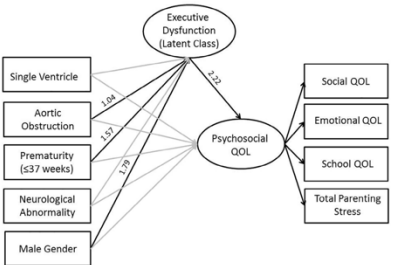 Executive
Dysfunction
(Latent Class)
Single Ventricle
Aortic
Obstruction
Prematurity
(≤37 weeks)
Neurological
Abnormality
Male Gender
1.04
1.57
1.79
2.22
Psychosocial
QOL
Social QOL
Emotional QOL
School QOL
Total Parenting
Stress